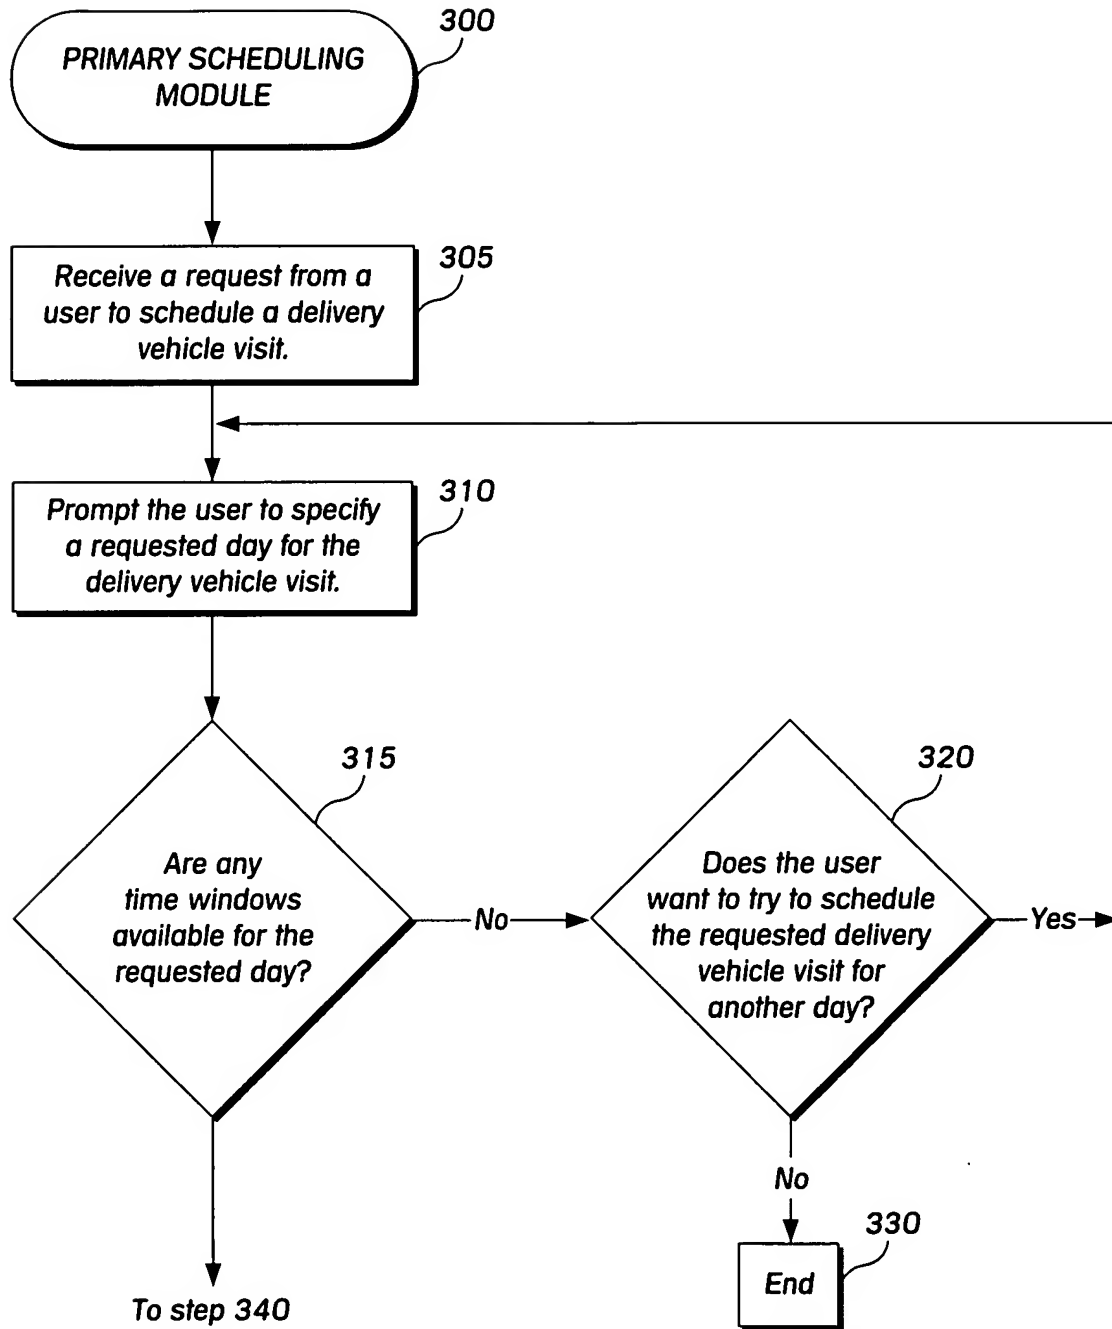 300
PRIMARY SCHEDULING
MODULE
305
Receive a request from a
user to schedule a delivery
vehicle visit.
310
Prompt the user to specify
a requested day for the
delivery vehicle visit.
315
Are any
time windows
available for the
requested day?
No
320
Does the user
want to try to schedule
the requested delivery
vehicle visit for
another day?
Yes
No
330
End
To step 340